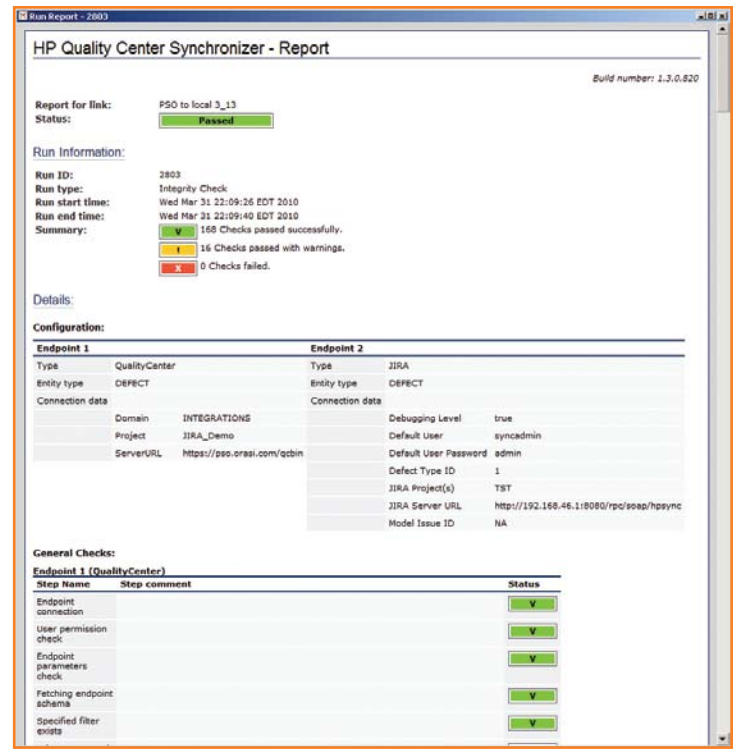 Run Report - 2803
HP Quality Center Synchronizer - Report
Build number: 1.3.0.820
Report for link: PSO to local 3_13
Status: Passed
Run Information:
Run ID: 2803
Run type: Integrity Check
Run start time: Wed Mar 31 22:09:26 EDT 2010
Run end time: Wed Mar 31 22:09:40 EDT 2010
Summary: V 168 Checks passed successfully.
! 16 Checks passed with warnings.
X 0 Checks failed.
Details:
Configuration:
Endpoint 1 Endpoint 2
Type QualityCenter Type JIRA
Entity type DEFECT Entity type DEFECT
Connection data Connection data
Domain INTEGRATIONS Debugging Level true
Project JIRA_Demo Default User syncadmin
ServerURL https://pso.orasi.com/qcbin Default User Password admin
Defect Type ID 1
JIRA Project(s) TST
JIRA Server URL http://192.168.46.1:8080/rpc/soap/hpsync
Model Issue ID NA
General Checks:
Endpoint 1 (QualityCenter)
Step Name Step comment Status
Endpoint
connection V
User permission
check V
Endpoint
parameters
check V
Fetching endpoint
schema V
Specified filter
exists V